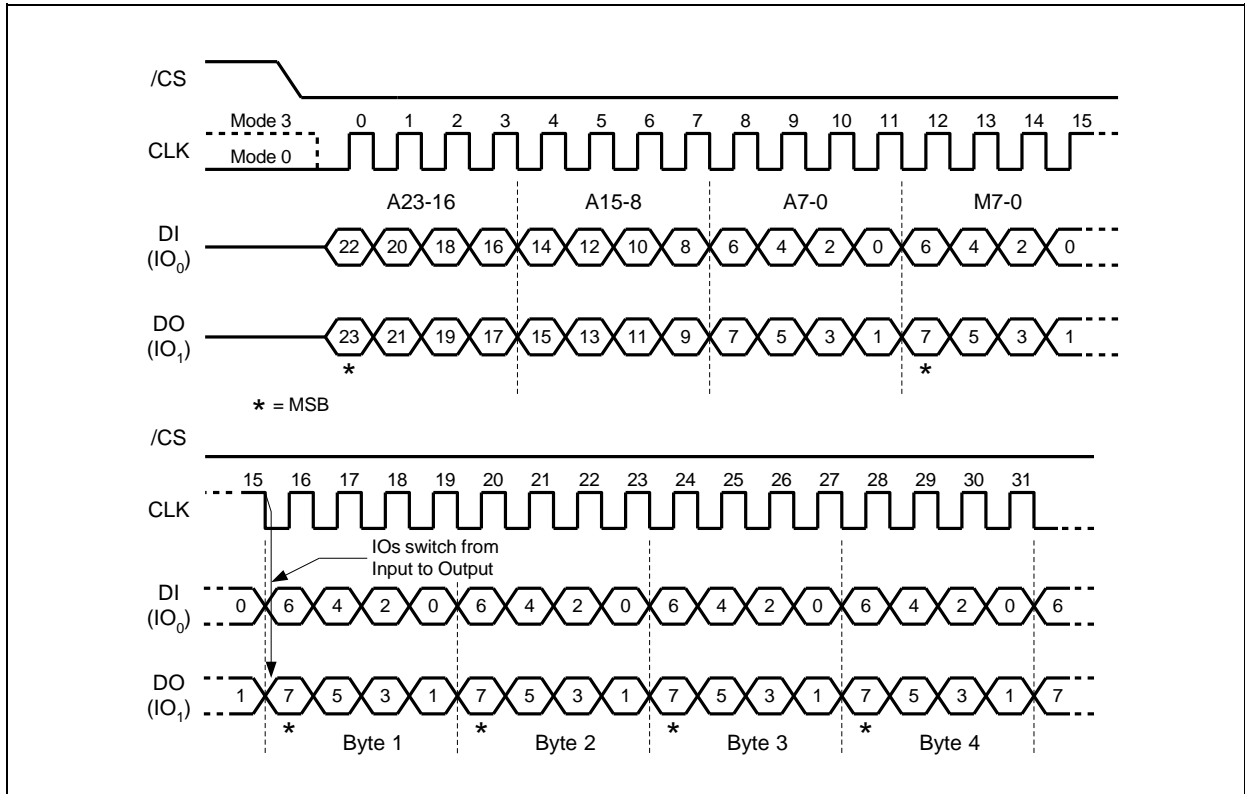 /CS
Mode 3 0 1 2 3 4 5 6 7 8 9 10 11 12 13 14 15
CLK
Mode 0
A23-16 A15-8 A7-0 M7-0
DI
(IO0) 22 20 18 16 14 12 10 8 6 4 2 0 6 4 2 0
DO
(IO1) 23 21 19 17 15 13 11 9 7 5 3 1 7 5 3 1
* *
* = MSB
/CS
15 16 17 18 19 20 21 22 23 24 25 26 27 28 29 30 31
CLK
IOs switch from
Input to Output
DI
(IO0) 0 6 4 2 0 6 4 2 0 6 4 2 0 6 4 2 0 6
DO
(IO1) 1 7 5 3 1 7 5 3 1 7 5 3 1 7 5 3 1 7
* * * *
Byte 1 Byte 2 Byte 3 Byte 4